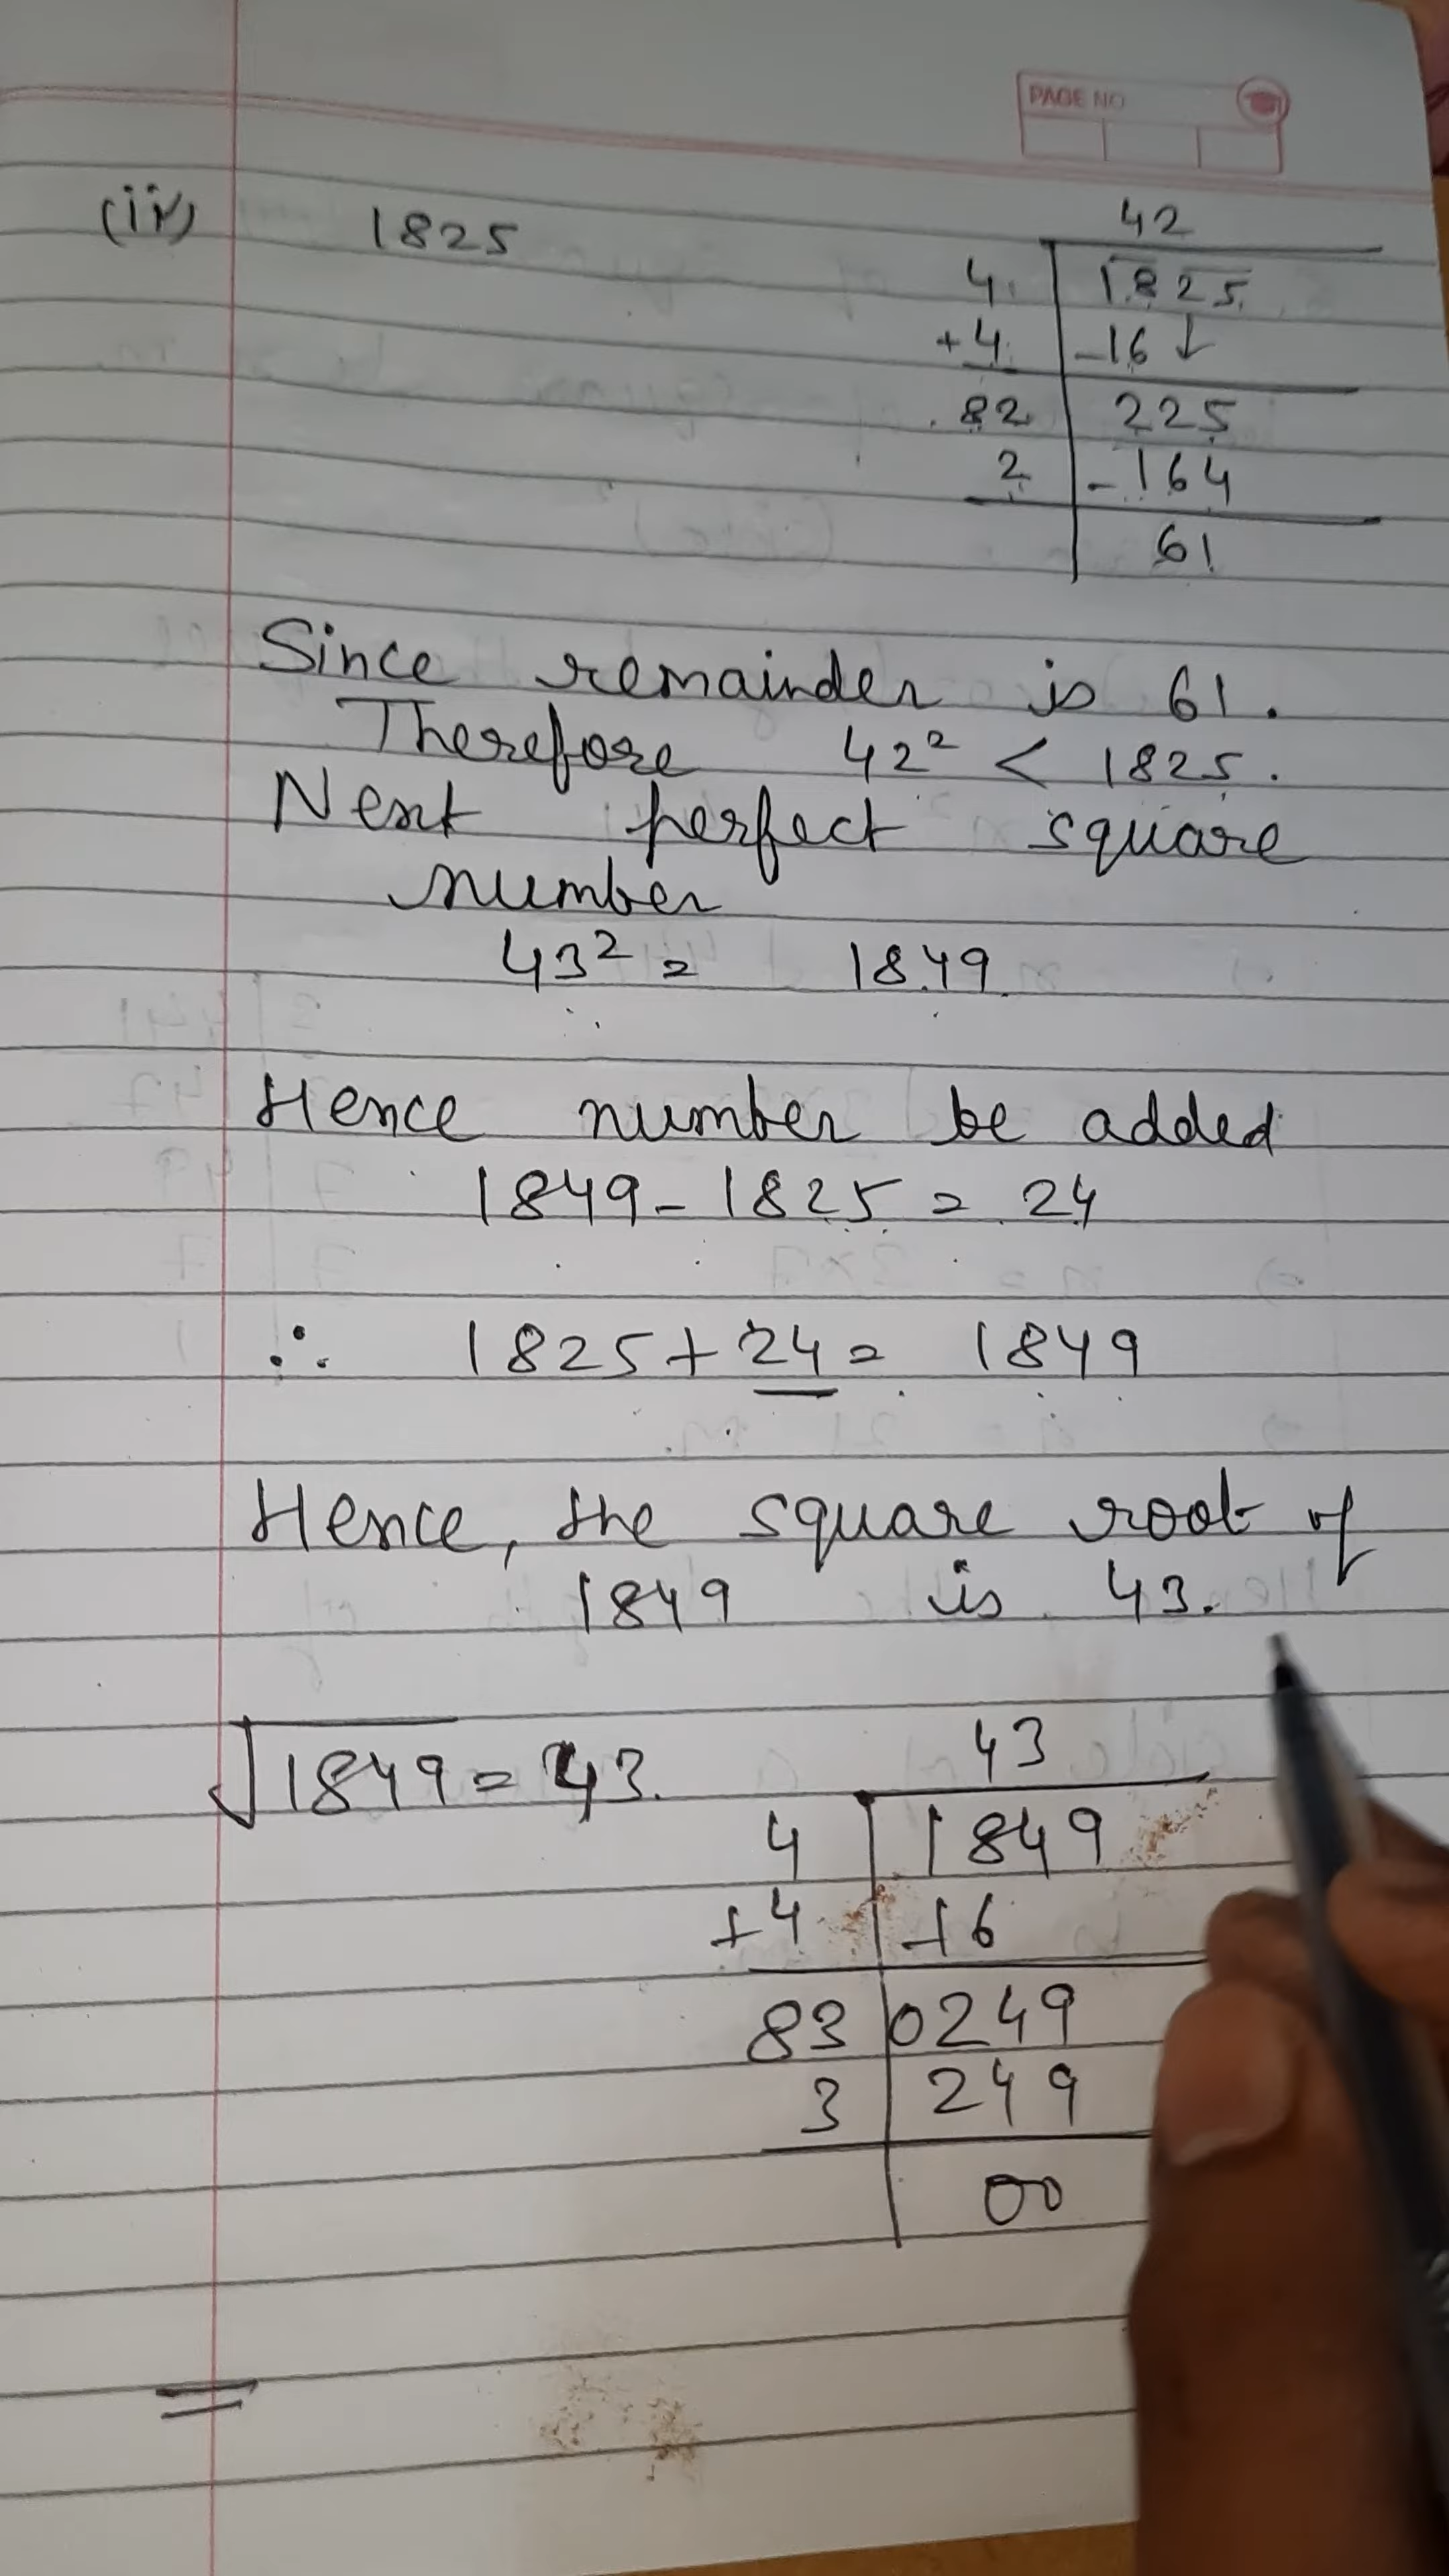 PAGE NO
(iv) 1825
42
4 1825
+4 -16 ↓
82 225
2 -164
61
Since remainder is 61.
Therefore 42² < 1825.
Next perfect square
number
43² = 1849
Hence number be added
1849 - 1825 = 24
∴ 1825 + 24 = 1849
Hence, the square root of
1849 is 43.
√1849 = 43.
43
4 1849
+4 -16
83 0249
3 249
00